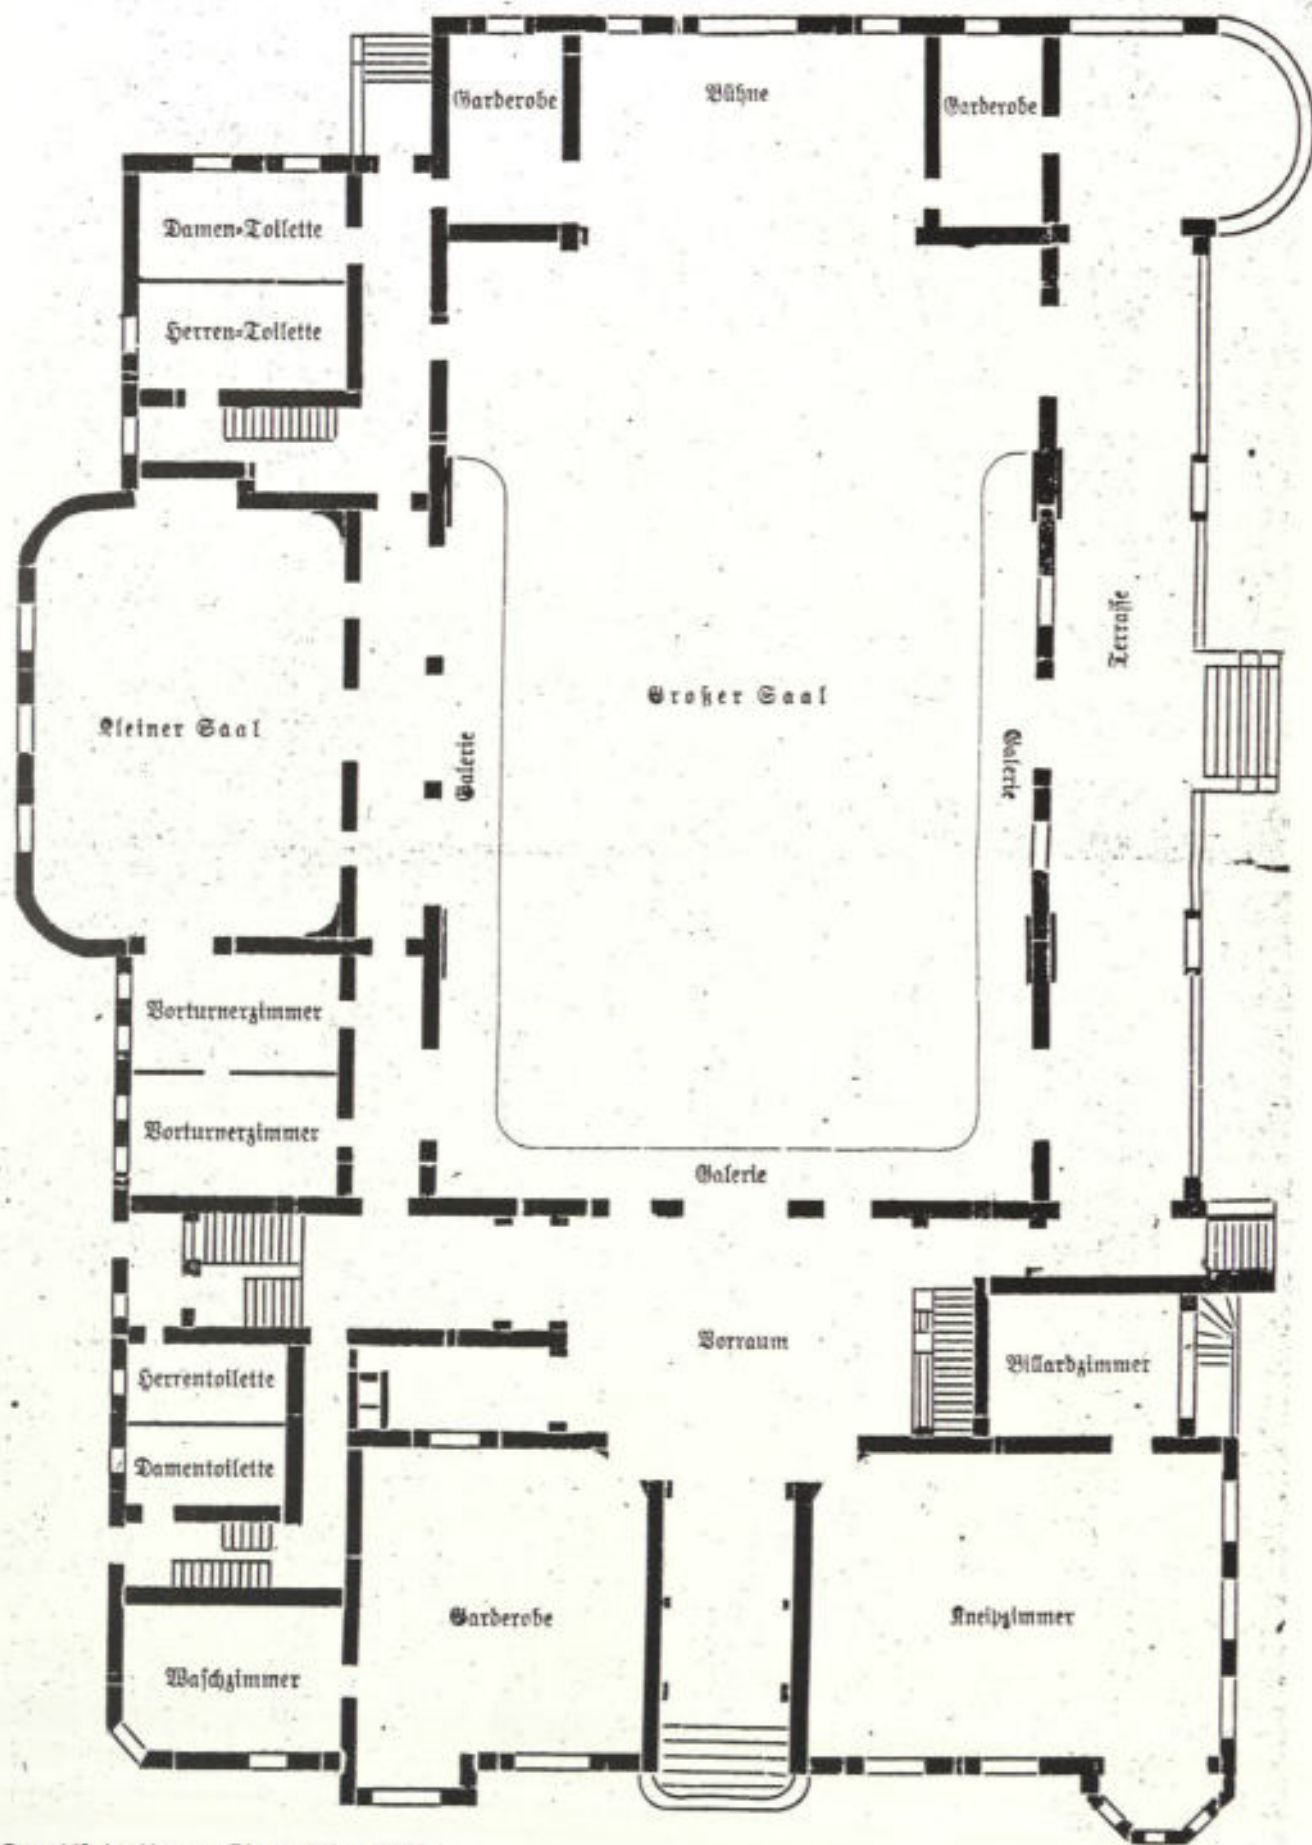 Garderobe
Bühne
Garderobe
Damen-Toilette
Herren-Toilette
Terrasse
Großer Saal
Kleiner Saal
Galerie
Galerie
Vorturnerzimmer
Vorturnerzimmer
Galerie
Vorraum
Billardzimmer
Herrentoilette
Damentoilette
Garderobe
Kneipzimmer
Waschzimmer